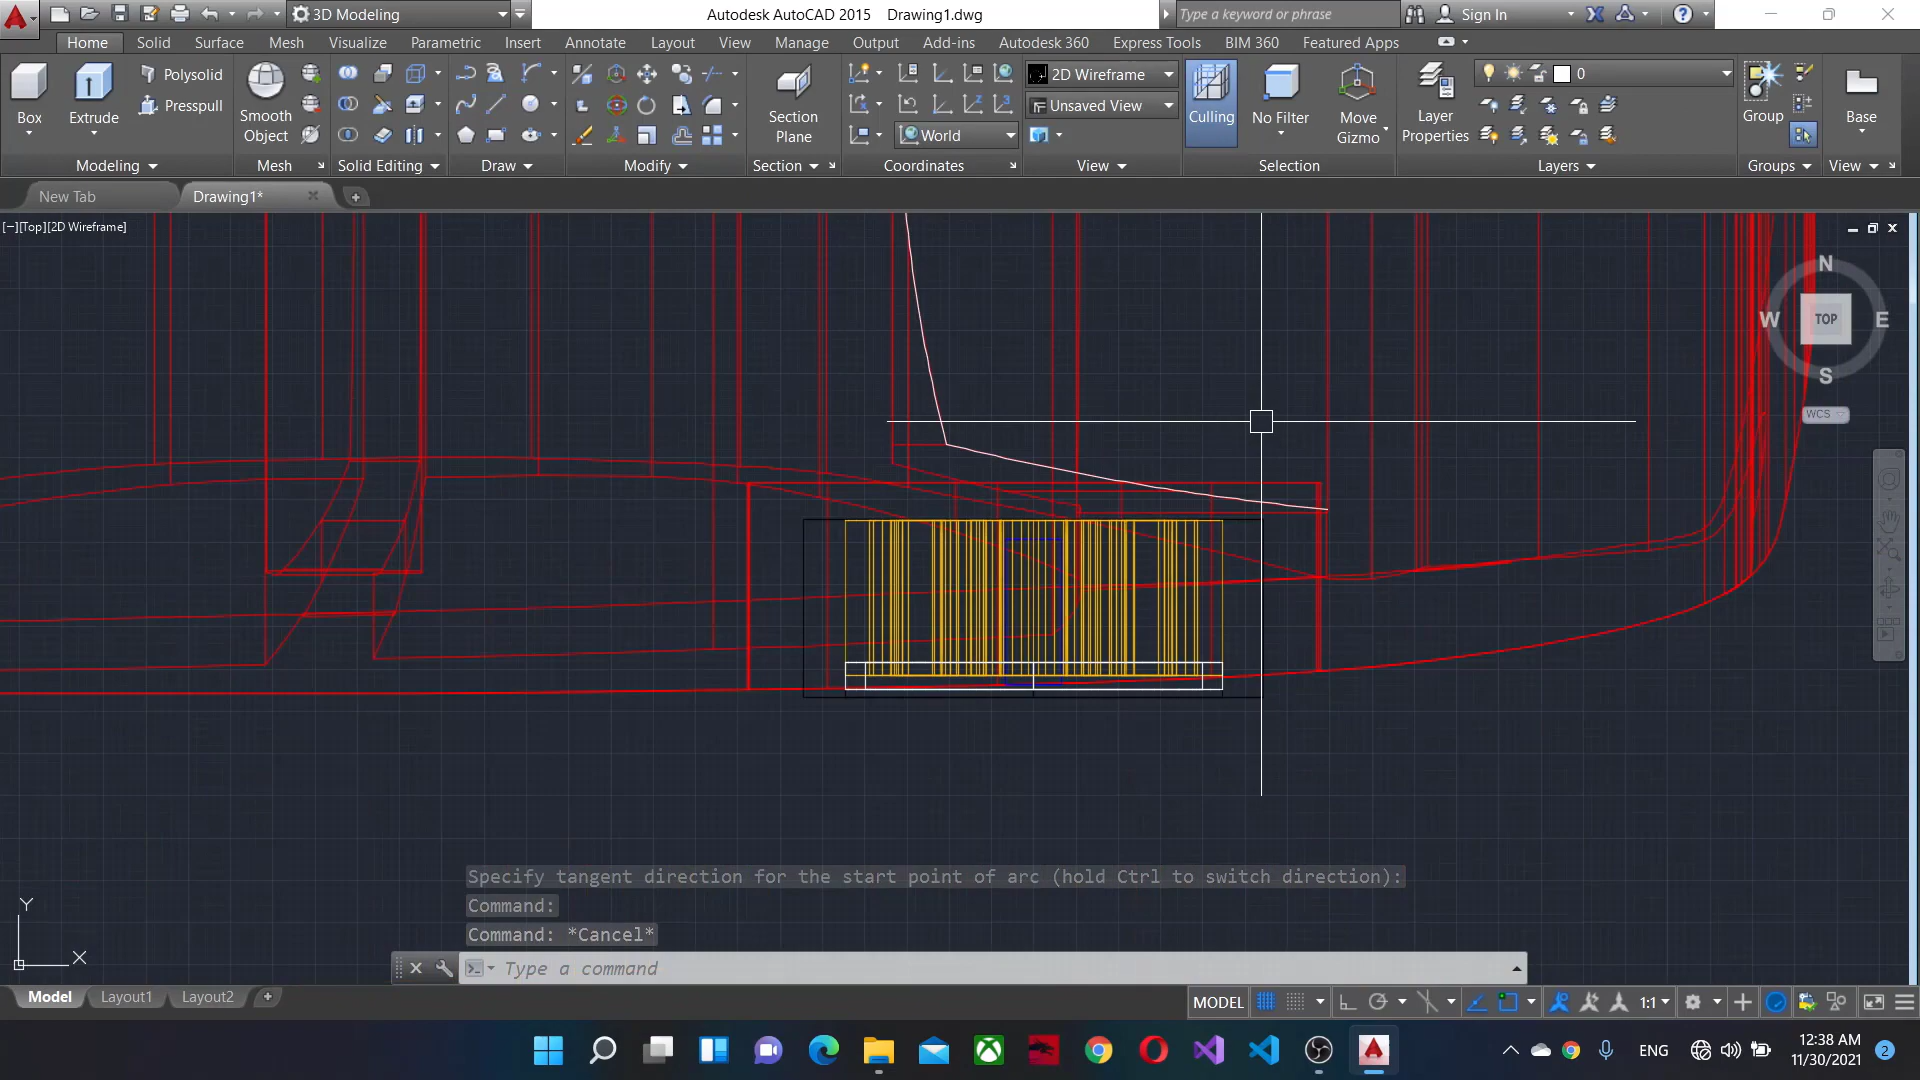 3D Modeling
Autodesk AutoCAD 2015 Drawing1.dwg
Type a keyword or phrase
Sign In
Home Solid Surface Mesh Visualize Parametric Insert Annotate Layout View Manage Output Add-ins Autodesk 360 Express Tools BIM 360 Featured Apps
Box
Extrude
Polysolid
Presspull
Smooth
Object
Section
Plane
World
2D Wireframe
Unsaved View
Culling
No Filter
Move
Gizmo
Layer
Properties
0
Group
Base
Modeling
Mesh
Solid Editing
Draw
Modify
Section
Coordinates
View
Selection
Layers
Groups
View
New Tab
Drawing1*
[−][Top][2D Wireframe]
N
W
TOP
E
S
WCS
Y
X
Specify tangent direction for the start point of arc (hold Ctrl to switch direction):
Command:
Command: *Cancel*
Type a command
Model
Layout1
Layout2
MODEL
1:1
ENG
12:38 AM
11/30/2021
2